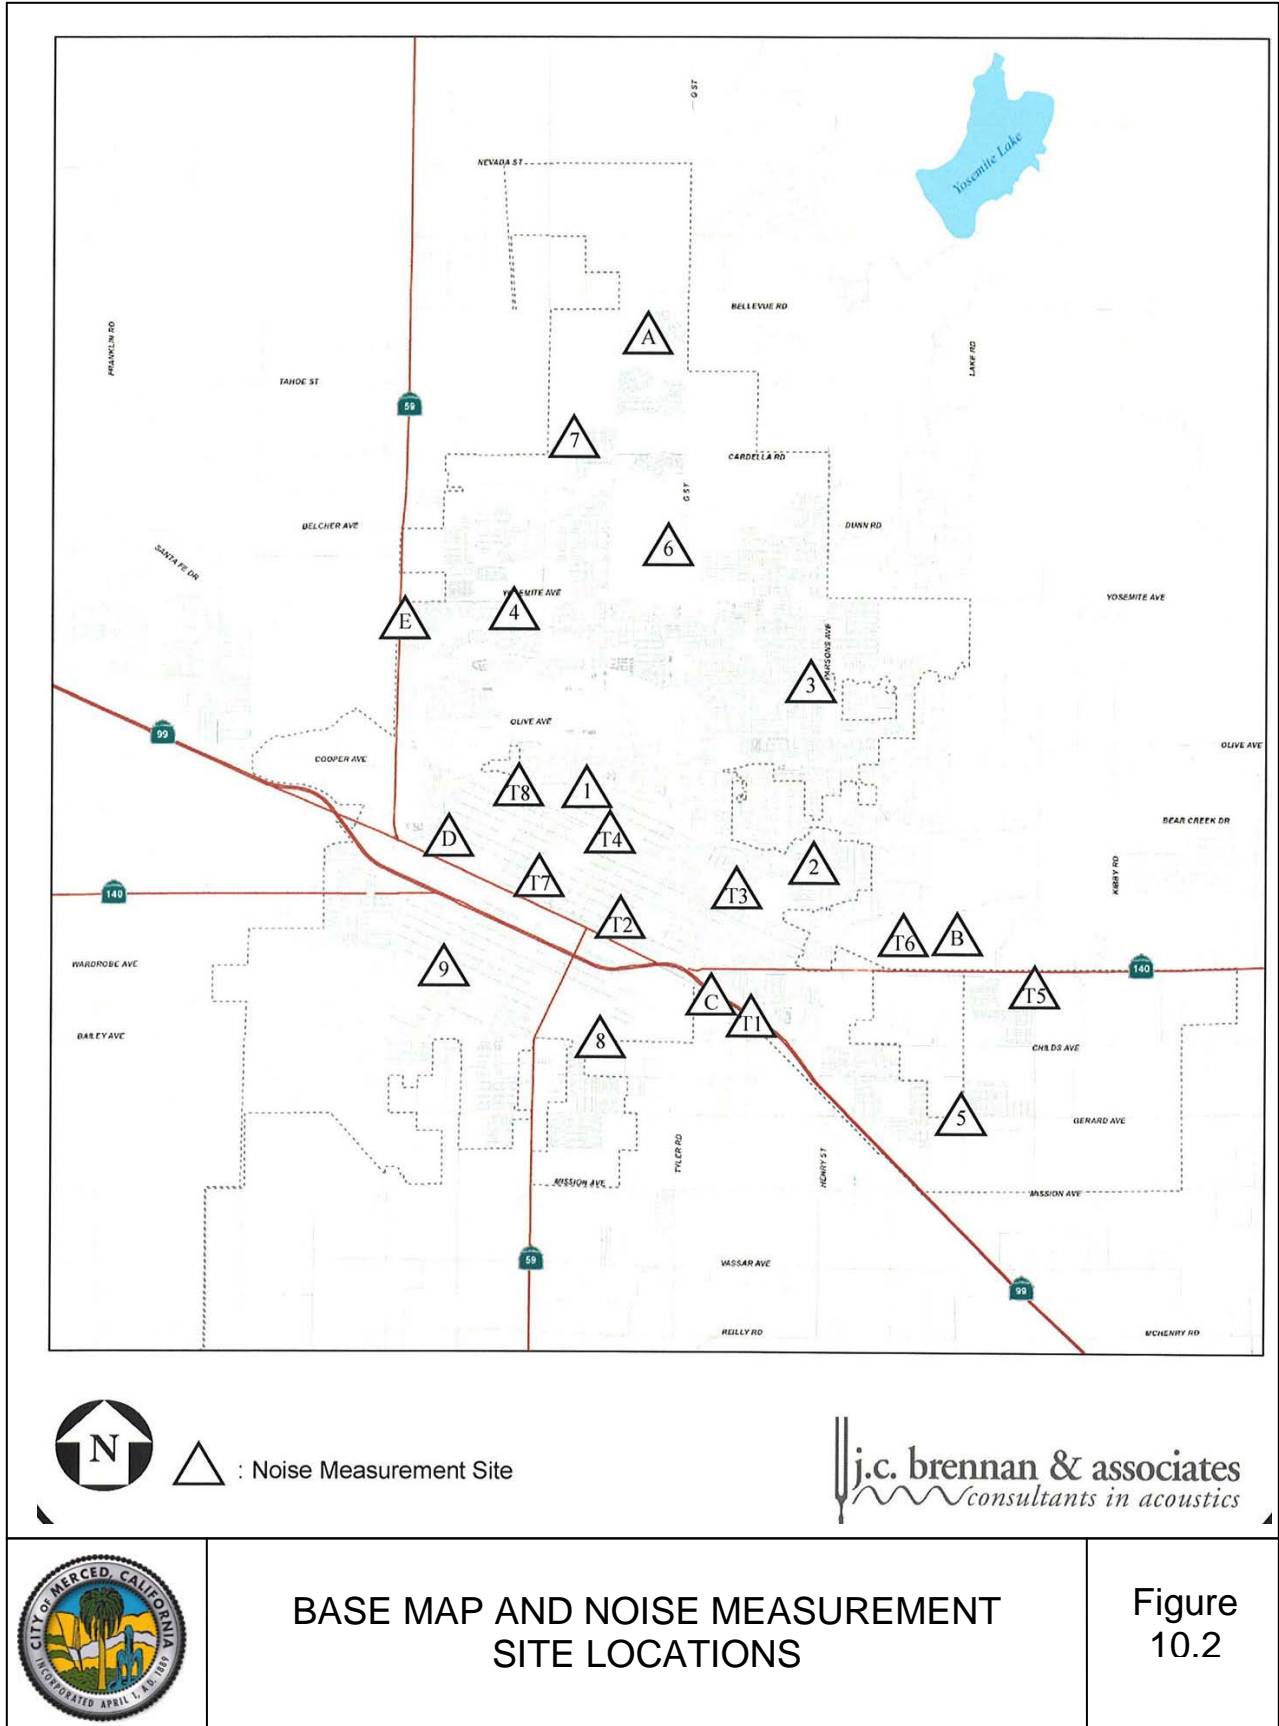 G ST
NEVADA ST
Yosemite Lake
BELLEVUE RD
FRANKLIN RD
A
LAKE RD
TAHOE ST
59
7
CARDELLA RD
G ST
BELCHER AVE
DUNN RD
6
SANTA FE DR
YOSEMITE AVE
4
E
YOSEMITE AVE
PARSONS AVE
3
OLIVE AVE
99
OLIVE AVE
COOPER AVE
T8
1
BEAR CREEK DR
D
T4
2
KIBBY RD
T7
T3
140
T2
T6
B
WARDROBE AVE
9
140
T5
C
T1
BAILEY AVE
8
CHILDS AVE
5
GERARD AVE
TYLER RD
HENRY ST
MISSION AVE
MISSION AVE
59
VASSAR AVE
99
REILLY RD
MCHENRY RD
N
: Noise Measurement Site
j.c. brennan & associates
consultants in acoustics
CITY OF MERCED, CALIFORNIA
INCORPORATED APRIL 1, A.D. 1889
BASE MAP AND NOISE MEASUREMENT
SITE LOCATIONS
Figure
10.2